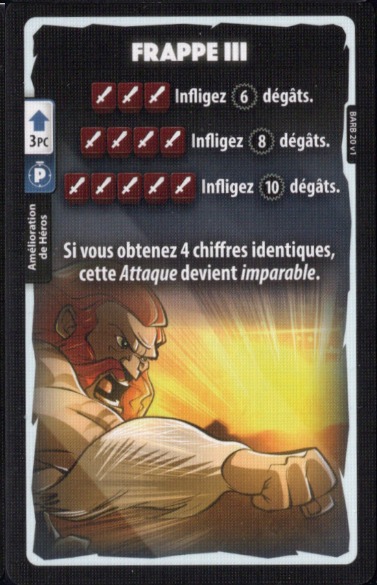 FRAPPE III
Infligez 6 dégâts.
Infligez 8 dégâts.
Infligez 10 dégâts.
Si vous obtenez 4 chiffres identiques,
cette Attaque devient imparable.
3PC
P
Amélioration
de Héros
BARB 20 v1